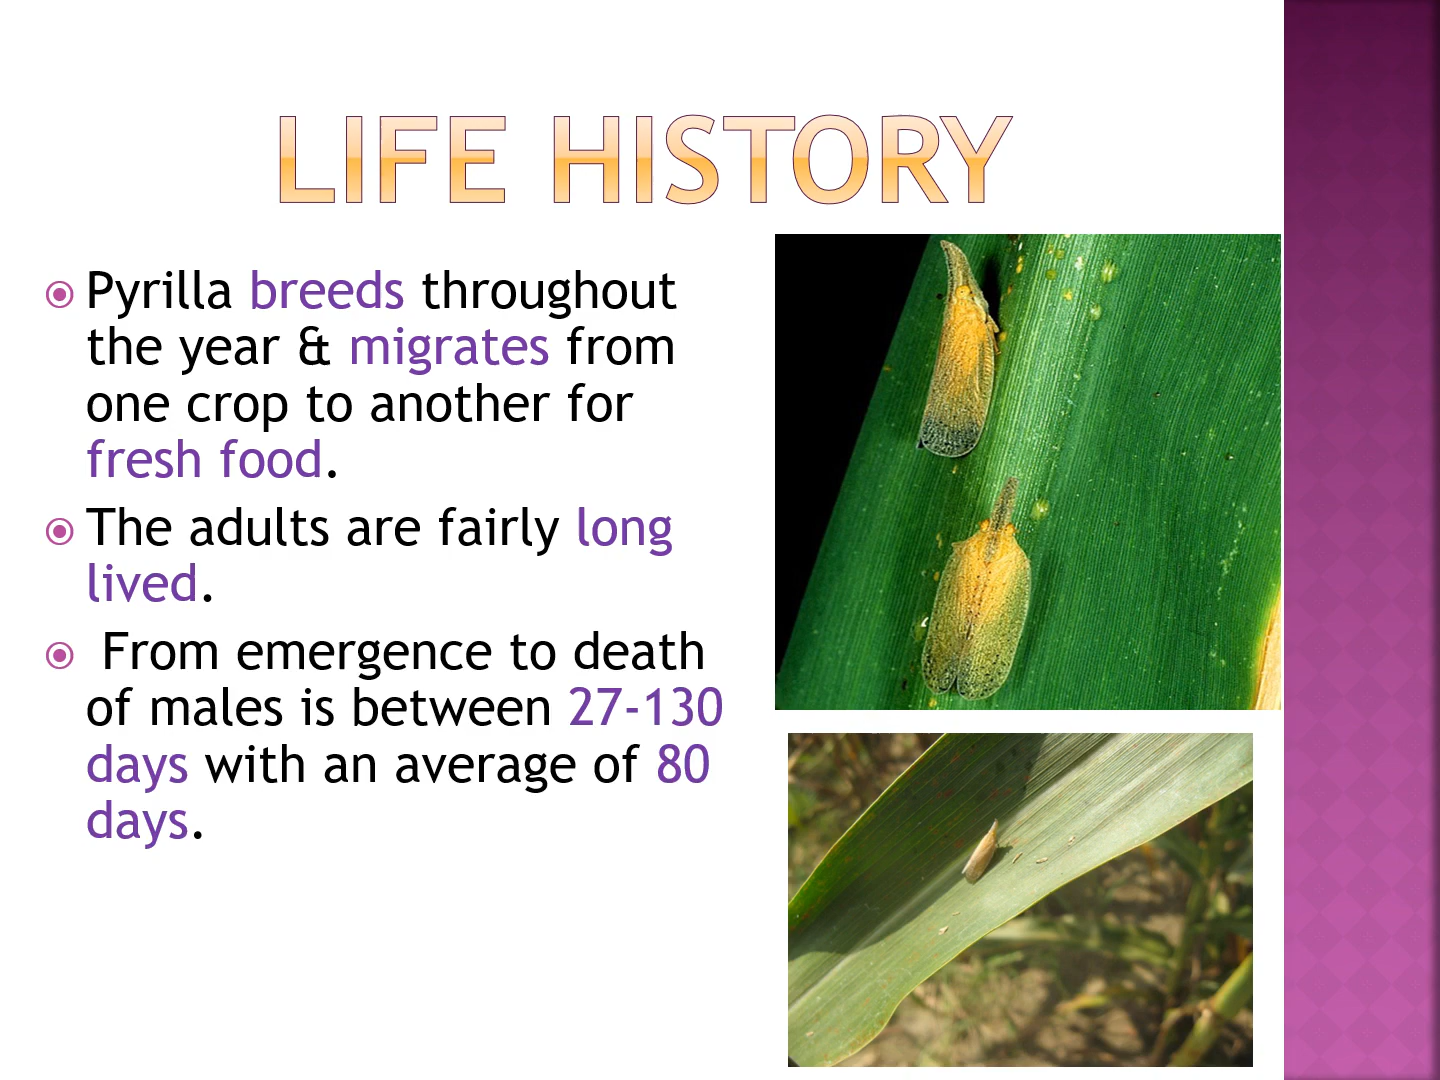 LIFE HISTORY
Pyrilla breeds throughout
the year & migrates from
one crop to another for
fresh food.
The adults are fairly long
lived.
From emergence to death
of males is between 27-130
days with an average of 80
days.